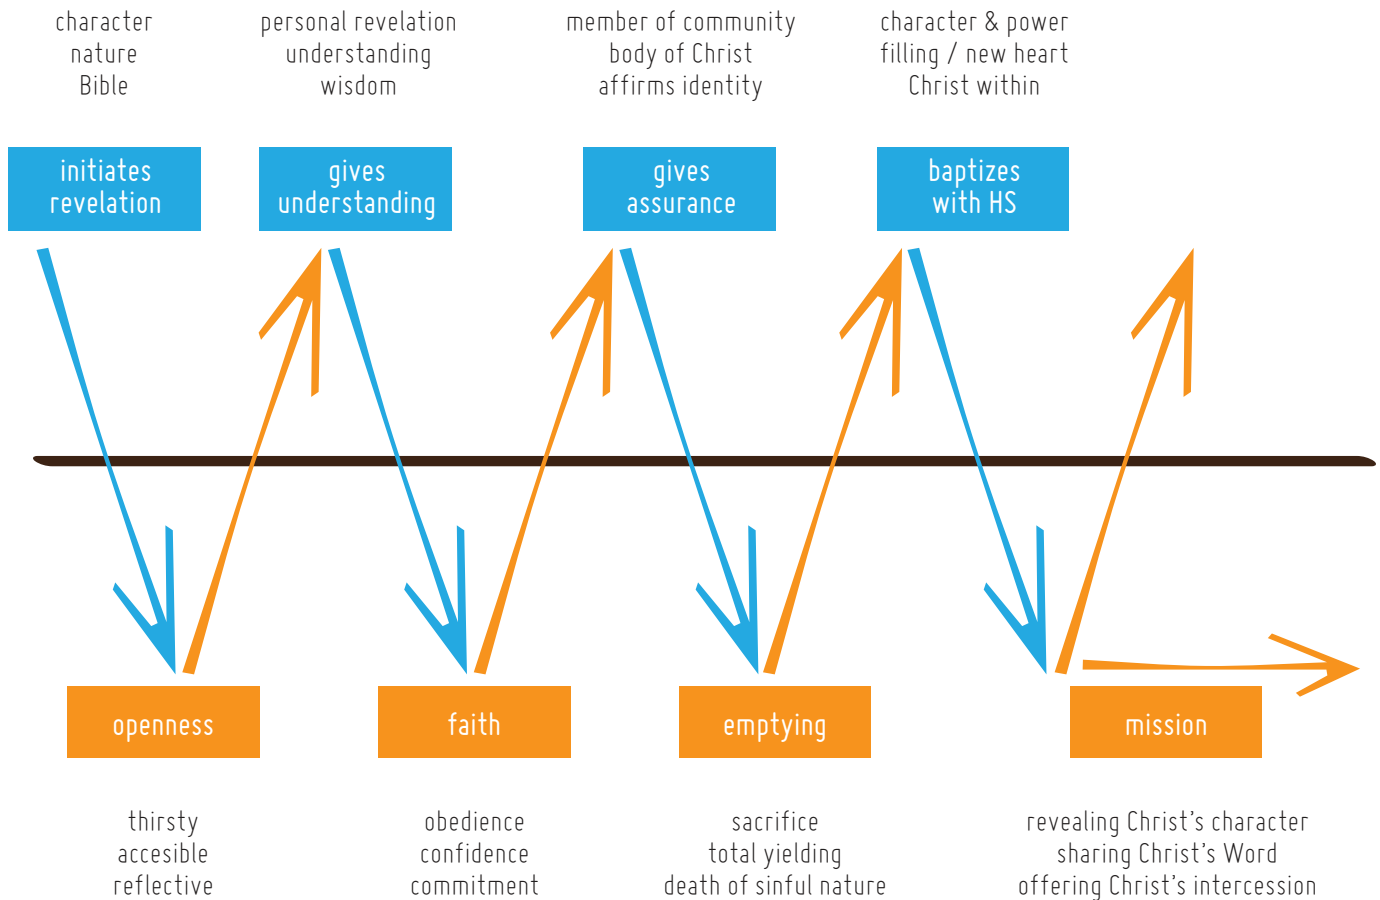 character
nature
Bible
personal revelation
understanding
wisdom
member of community
body of Christ
affirms identity
character & power
filling / new heart
Christ within
initiates
revelation
gives
understanding
gives
assurance
baptizes
with HS
openness
faith
emptying
mission
thirsty
accesible
reflective
obedience
confidence
commitment
sacrifice
total yielding
death of sinful nature
revealing Christ's character
sharing Christ's Word
offering Christ's intercession